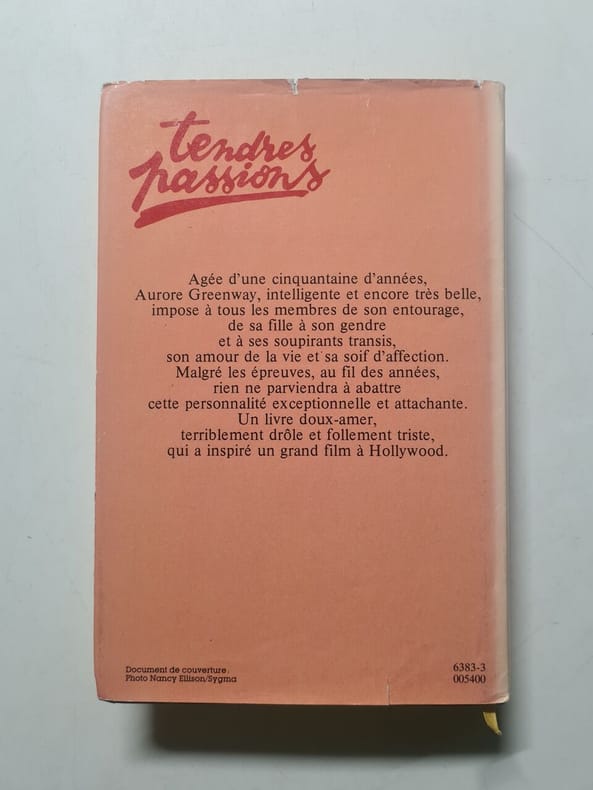 tendres
passions
Agée d'une cinquantaine d'années,
Aurore Greenway, intelligente et encore très belle,
impose à tous les membres de son entourage,
de sa fille à son gendre
et à ses soupirants transis,
son amour de la vie et sa soif d'affection.
Malgré les épreuves, au fil des années,
rien ne parviendra à abattre
cette personnalité exceptionnelle et attachante.
Un livre doux-amer,
terriblement drôle et follement triste,
qui a inspiré un grand film à Hollywood.
Document de couverture:
Photo Nancy Ellison/Sygma
6383-3
005400